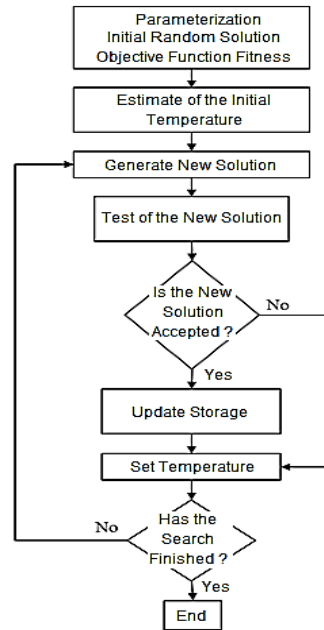 Parameterization
Initial Random Solution
Objective Function Fitness
Estimate of the Initial
Temperature
Generate New Solution
Test of the New Solution
Is the New
Solution
Accepted ?
No
Yes
Update Storage
Set Temperature
Has the
Search
Finished ?
No
Yes
End